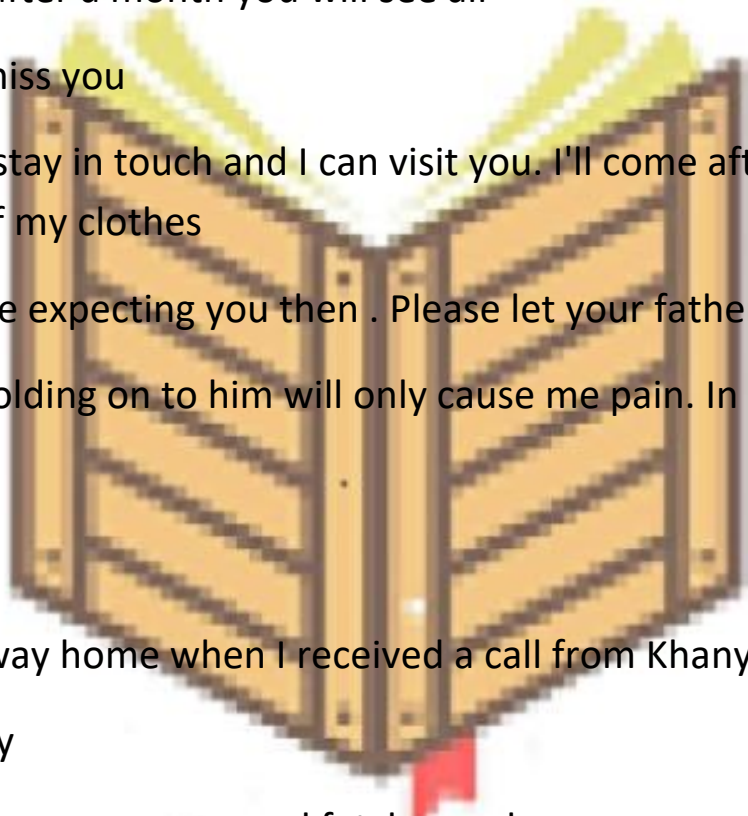 a month you will see all
miss you
stay in touch and I can visit you. I'll come aft
f my clothes
e expecting you then . Please let your fathe
olding on to him will only cause me pain. In
way home when I received a call from Khany
y